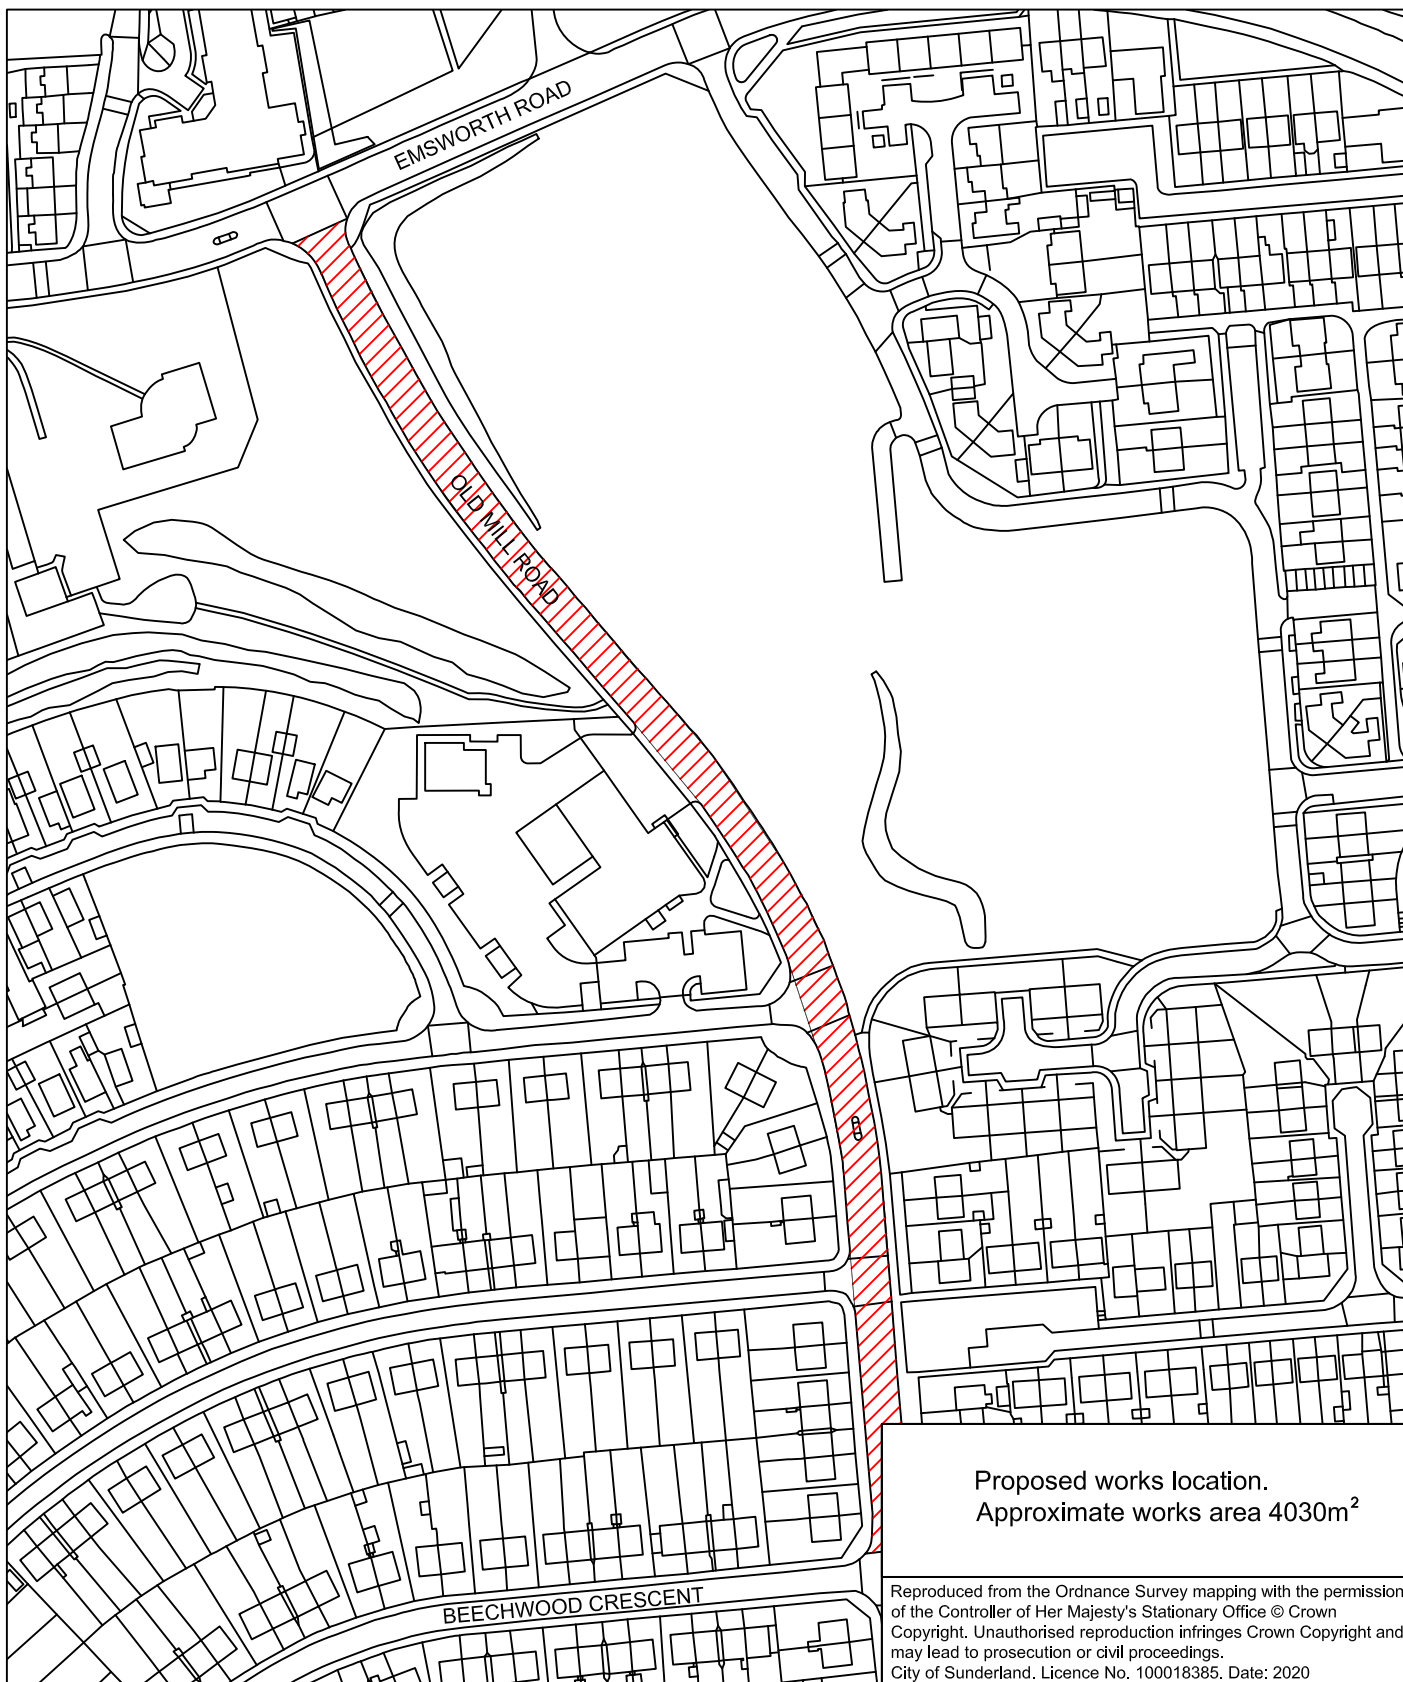 EMSWORTH ROAD
OLD MILL ROAD
BEECHWOOD CRESCENT
Proposed works location.
Approximate works area 4030m²
Reproduced from the Ordnance Survey mapping with the permission
of the Controller of Her Majesty's Stationary Office © Crown
Copyright. Unauthorised reproduction infringes Crown Copyright and
may lead to prosecution or civil proceedings.
City of Sunderland. Licence No. 100018385. Date: 2020